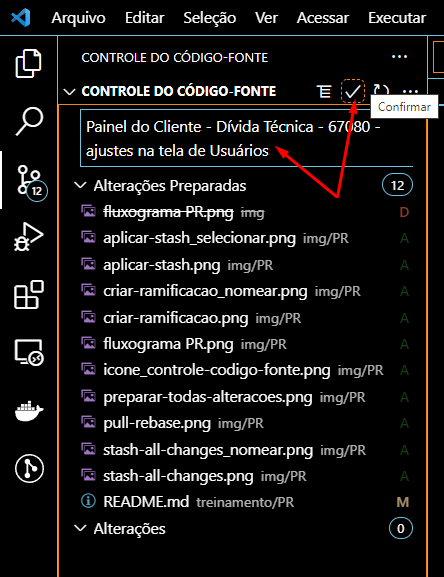 Arquivo Editar Seleção Ver Acessar Executar
CONTROLE DO CÓDIGO-FONTE ...
CONTROLE DO CÓDIGO-FONTE ...
Confirmar
Painel do Cliente - Dívida Técnica - 67080 -
ajustes na tela de Usuários
Alterações Preparadas 12
12
fluxograma PR.png img D
aplicar-stash_selecionar.png img/PR A
aplicar-stash.png img/PR A
criar-ramificacao_nomear.png img/PR A
criar-ramificacao.png img/PR A
fluxograma PR.png img/PR A
icone_controle-codigo-fonte.png img/PR A
preparar-todas-alteracoes.png img/PR A
pull-rebase.png img/PR A
stash-all-changes_nomear.png img/PR A
stash-all-changes.png img/PR A
README.md treinamento/PR M
Alterações 0